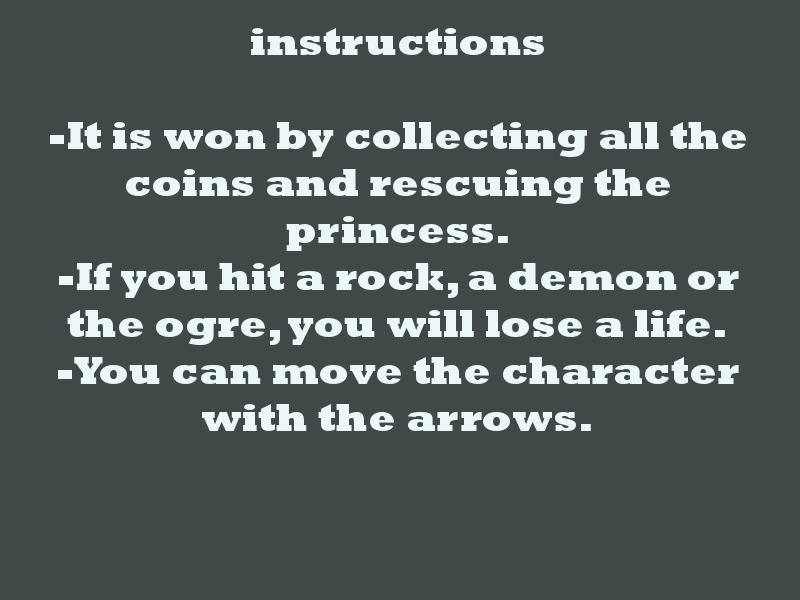 instructions
-It is won by collecting all the
coins and rescuing the
princess.
-If you hit a rock, a demon or
the ogre, you will lose a life.
-You can move the character
with the arrows.